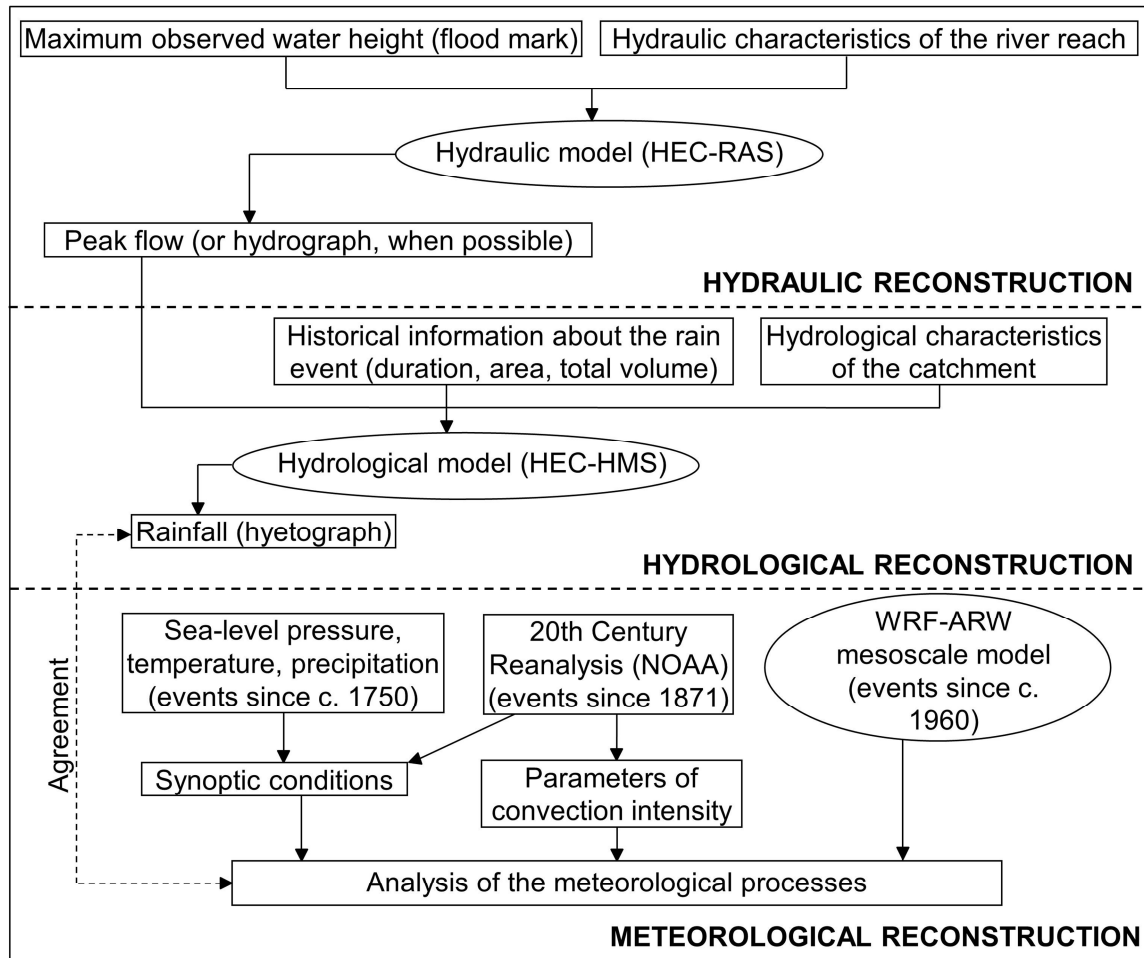 Maximum observed water height (flood mark)
Hydraulic characteristics of the river reach
Hydraulic model (HEC-RAS)
Peak flow (or hydrograph, when possible)
HYDRAULIC RECONSTRUCTION
Historical information about the rain
event (duration, area, total volume)
Hydrological characteristics
of the catchment
Hydrological model (HEC-HMS)
Rainfall (hyetograph)
HYDROLOGICAL RECONSTRUCTION
Agreement
Sea-level pressure,
temperature, precipitation
(events since c. 1750)
20th Century
Reanalysis (NOAA)
(events since 1871)
WRF-ARW
mesoscale model
(events since c.
1960)
Synoptic conditions
Parameters of
convection intensity
Analysis of the meteorological processes
METEOROLOGICAL RECONSTRUCTION